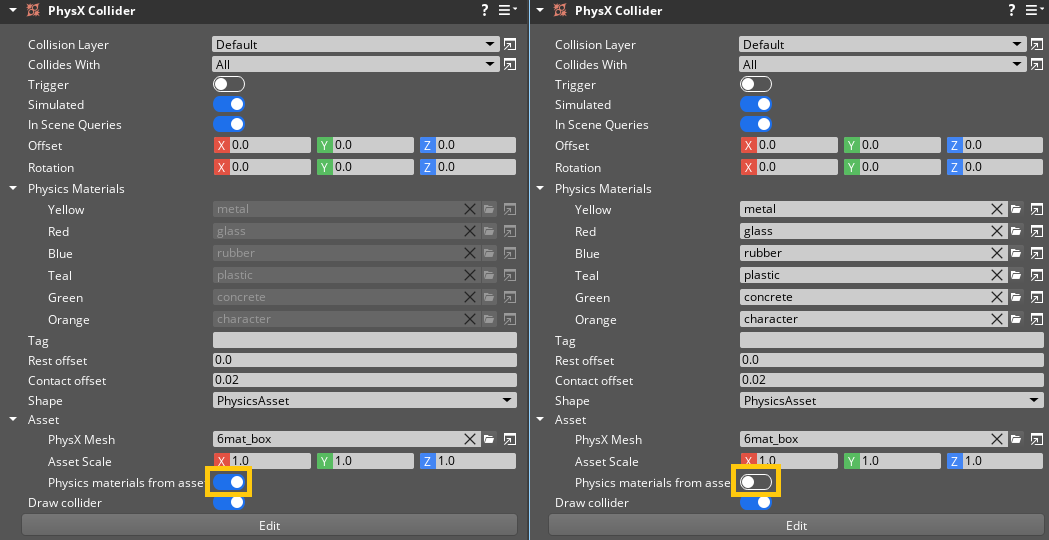 PhysX Collider ?
Collision Layer Default
Collides With All
Trigger
Simulated
In Scene Queries
Offset X 0.0 Y 0.0 Z 0.0
Rotation X 0.0 Y 0.0 Z 0.0
Physics Materials
Yellow metal
Red glass
Blue rubber
Teal plastic
Green concrete
Orange character
Tag
Rest offset 0.0
Contact offset 0.02
Shape PhysicsAsset
Asset
PhysX Mesh 6mat_box
Asset Scale X 1.0 Y 1.0 Z 1.0
Physics materials from asse
Draw collider
Edit
PhysX Collider ?
Collision Layer Default
Collides With All
Trigger
Simulated
In Scene Queries
Offset X 0.0 Y 0.0 Z 0.0
Rotation X 0.0 Y 0.0 Z 0.0
Physics Materials
Yellow metal
Red glass
Blue rubber
Teal plastic
Green concrete
Orange character
Tag
Rest offset 0.0
Contact offset 0.02
Shape PhysicsAsset
Asset
PhysX Mesh 6mat_box
Asset Scale X 1.0 Y 1.0 Z 1.0
Physics materials from asse
Draw collider
Edit